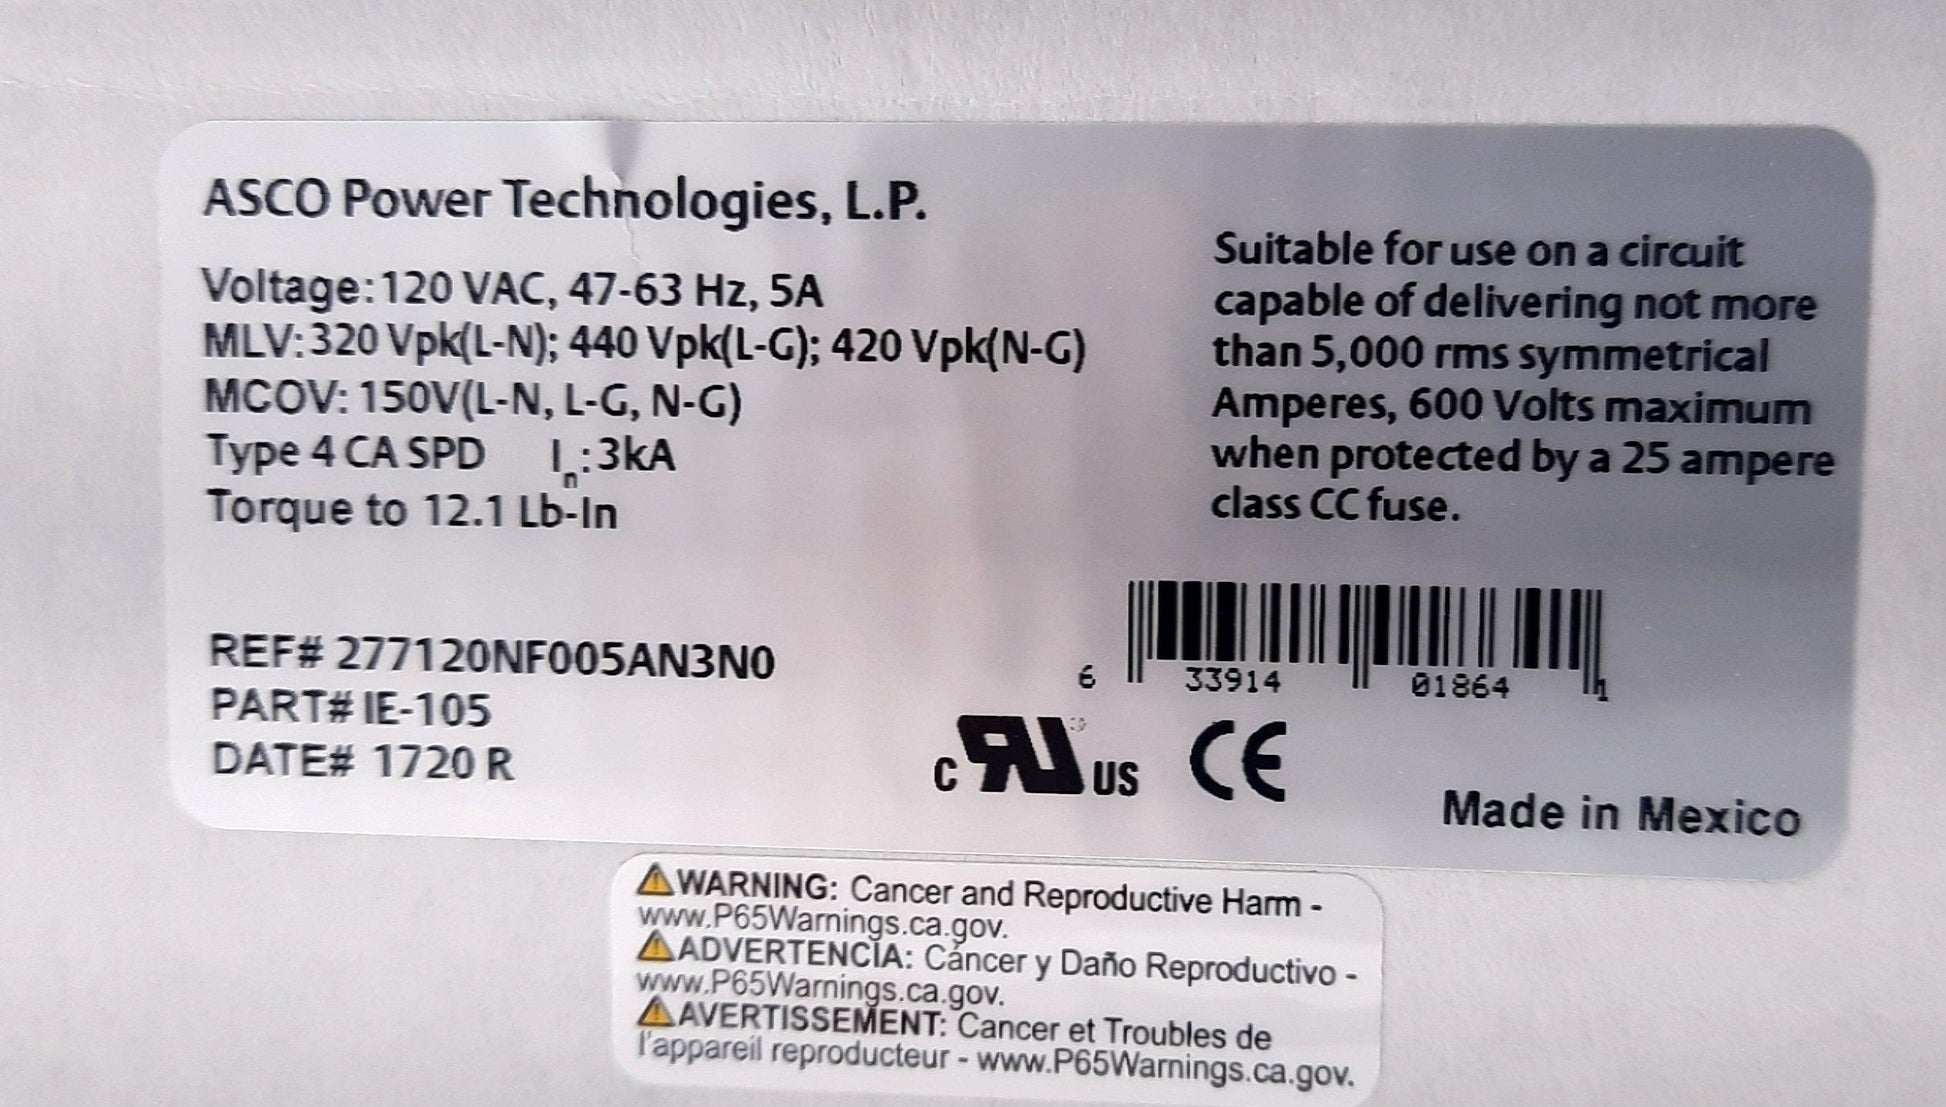 ASCO Power Technologies, L.P.
Voltage: 120 VAC, 47-63 Hz, 5A
MLV: 320 Vpk(L-N); 440 Vpk(L-G); 420 Vpk(N-G)
MCOV: 150V(L-N, L-G, N-G)
Type 4 CA SPD In: 3kA
Torque to 12.1 Lb-In
Suitable for use on a circuit
capable of delivering not more
than 5,000 rms symmetrical
Amperes, 600 Volts maximum
when protected by a 25 ampere
class CC fuse.
REF# 277120NF005AN3N0
PART# IE-105
DATE# 1720 R
6 33914 01864 1
c RU US CE
Made in Mexico
WARNING: Cancer and Reproductive Harm -
www.P65Warnings.ca.gov.
ADVERTENCIA: Cáncer y Daño Reproductivo -
www.P65Warnings.ca.gov.
AVERTISSEMENT: Cancer et Troubles de
l'appareil reproducteur - www.P65Warnings.ca.gov.